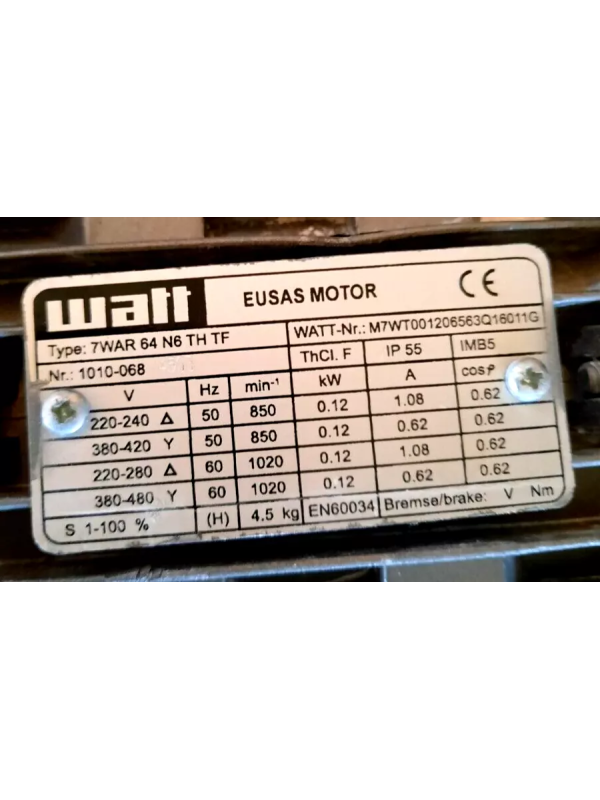 watt EUSAS MOTOR CE
Type: 7WAR 64 N6 TH TF WATT-Nr.: M7WT001206563Q16011G
Nr.: 1010-068 ThCl. F IP 55 IMB5
V Hz min⁻¹ kW A cosφ
220-240 Δ 50 850 0.12 1.08 0.62
380-420 Y 50 850 0.12 0.62 0.62
220-280 Δ 60 1020 0.12 1.08 0.62
380-480 Y 60 1020 0.12 0.62 0.62
S 1-100 % (H) 4,5 kg EN60034 Bremse/brake: V Nm